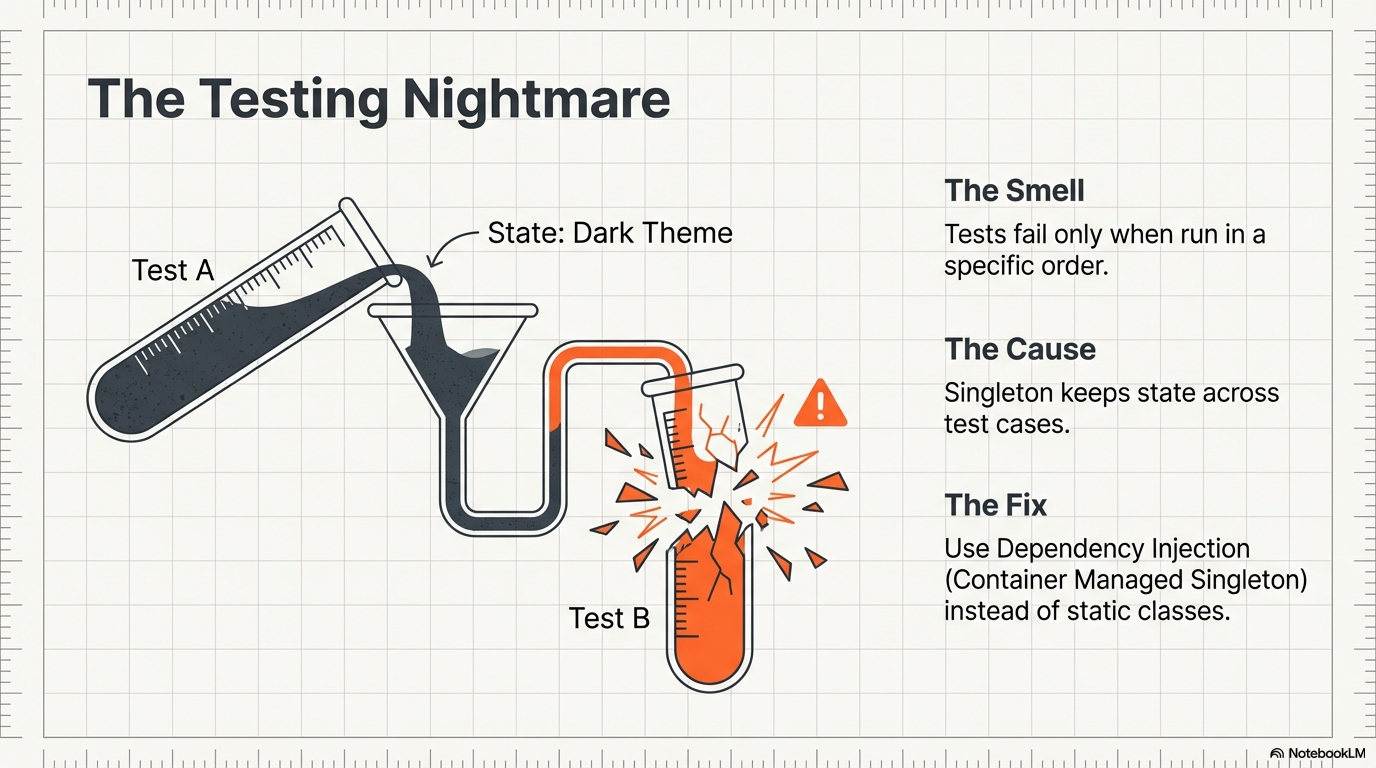 The Testing Nightmare
Test A
State: Dark Theme
Test B
The Smell
Tests fail only when run in a
specific order.
The Cause
Singleton keeps state across
test cases.
The Fix
Use Dependency Injection
(Container Managed Singleton)
instead of static classes.
NotebookLM